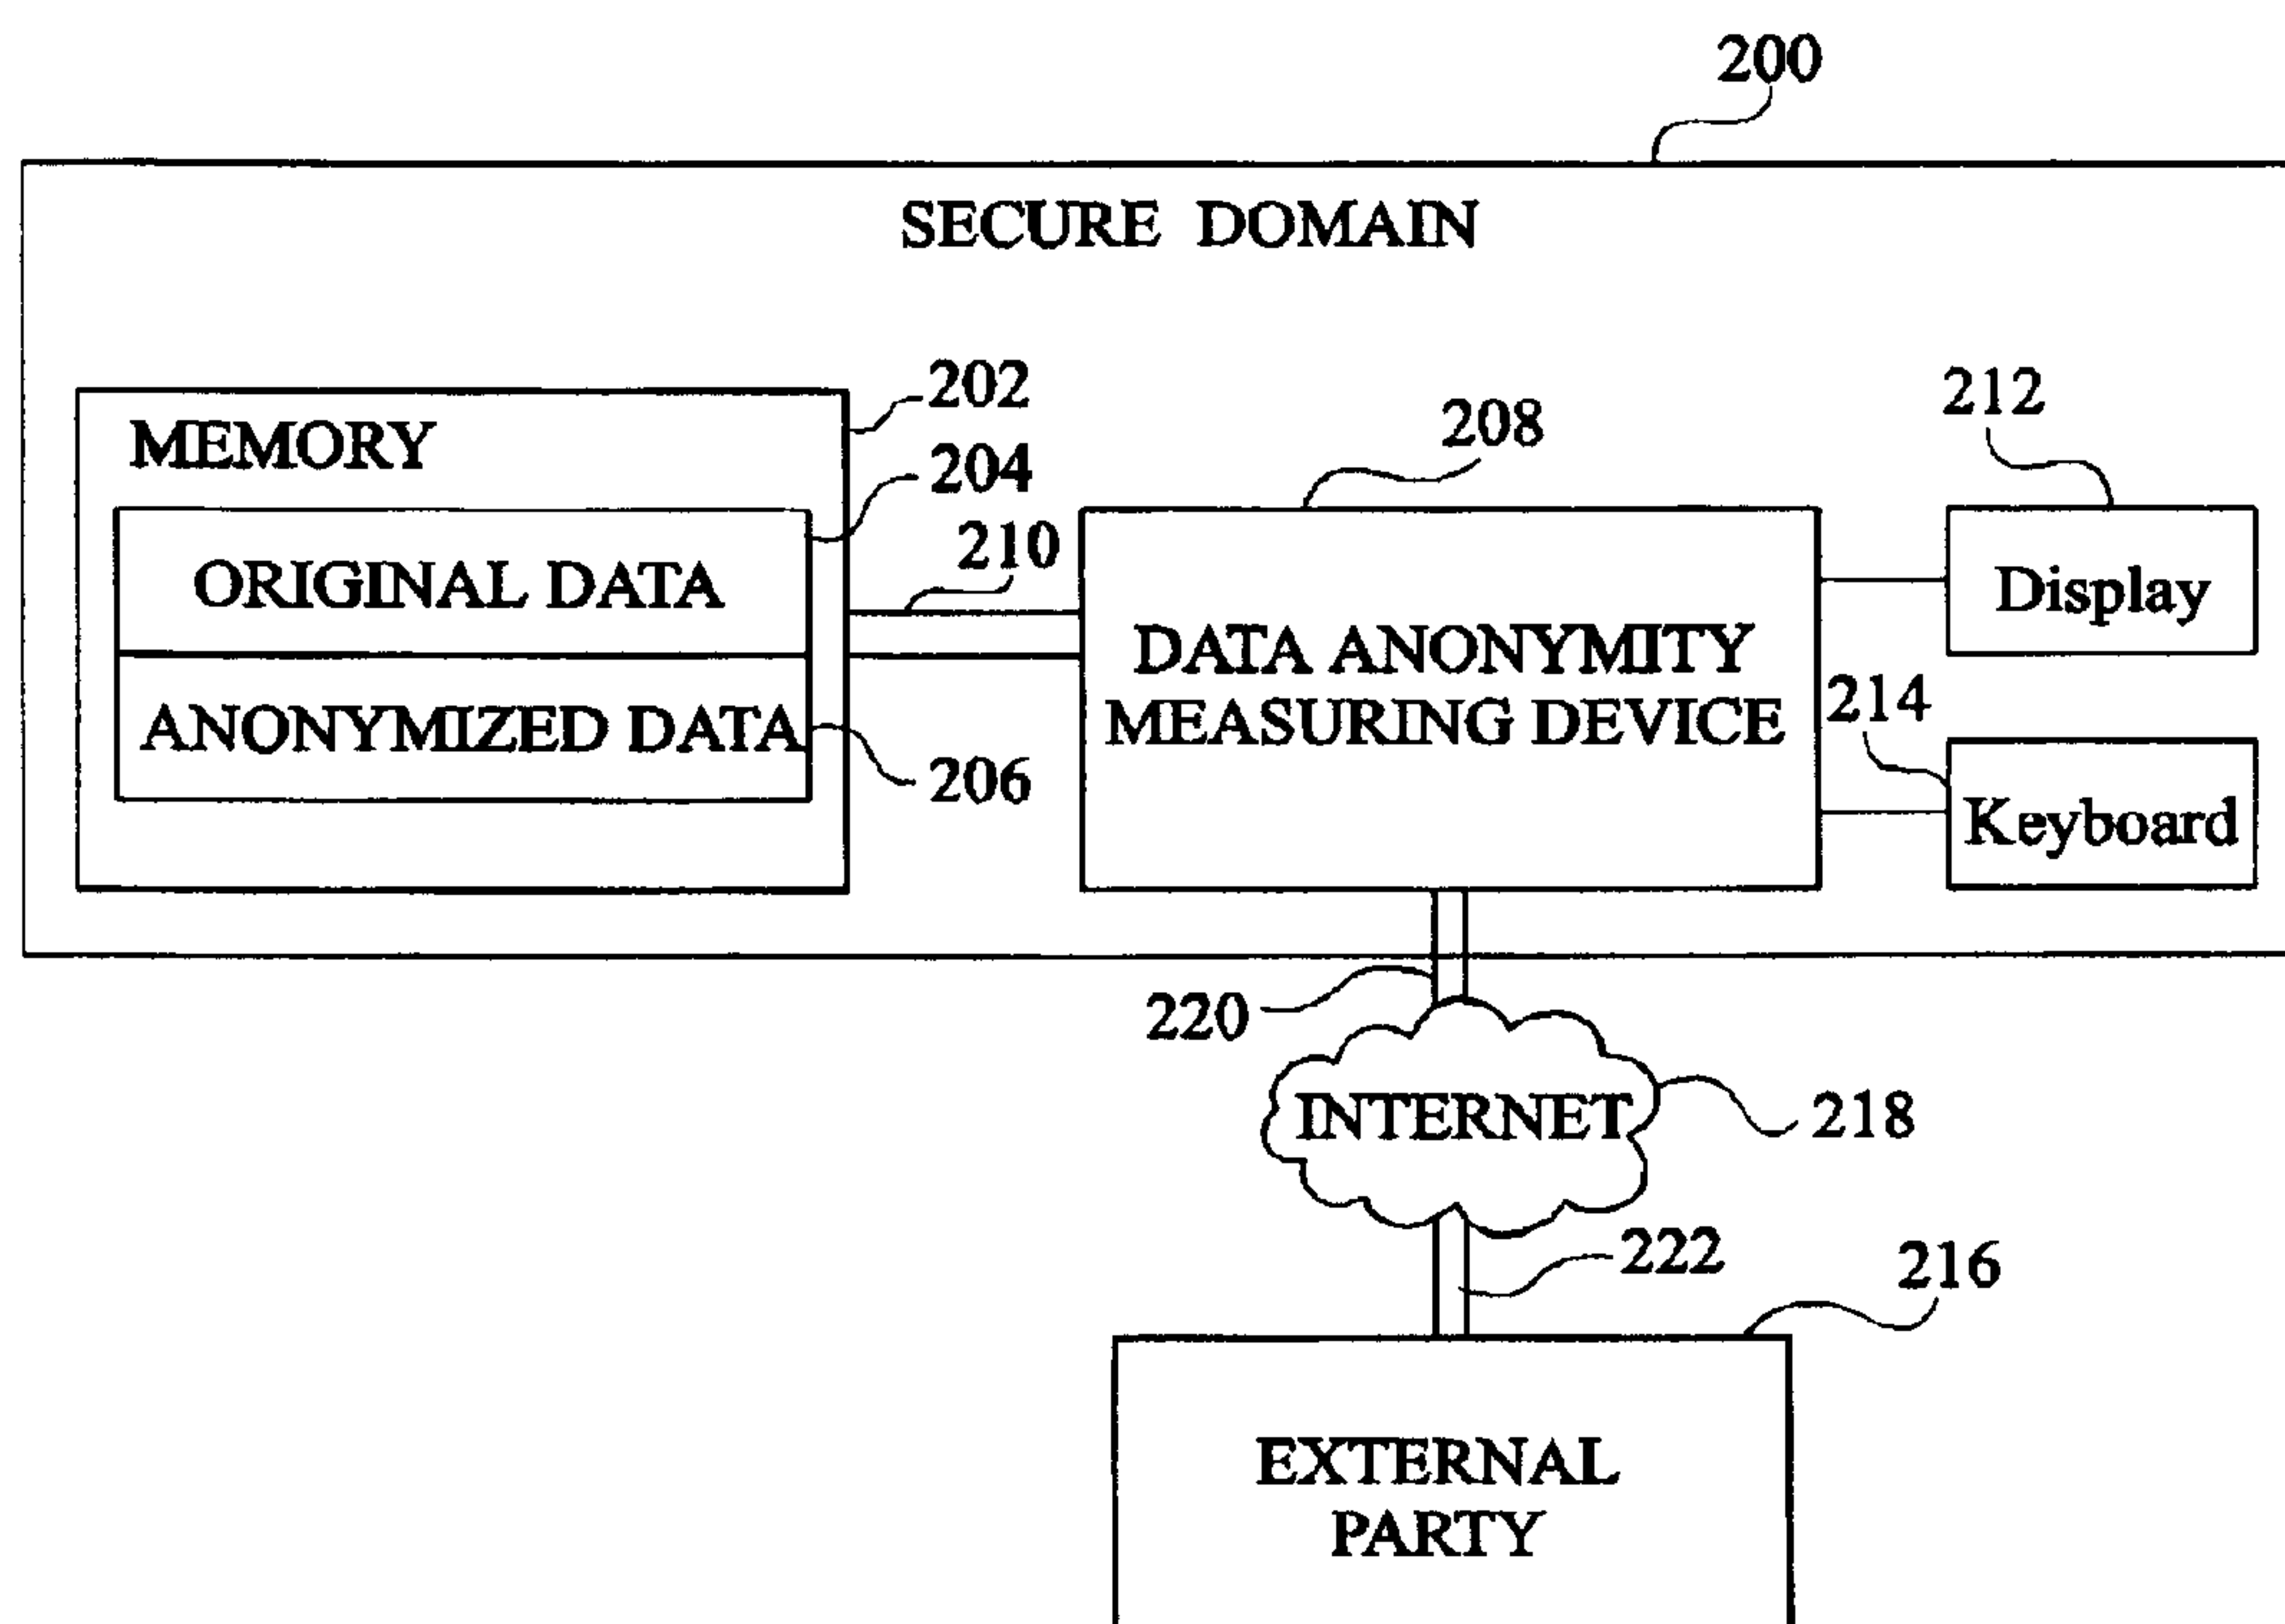 200
SECURE DOMAIN
202
MEMORY
204
ORIGINAL DATA
ANONYMIZED DATA
206
210
208
DATA ANONYMITY
MEASURING DEVICE
212
Display
214
Keyboard
220
INTERNET
218
222
216
EXTERNAL
PARTY